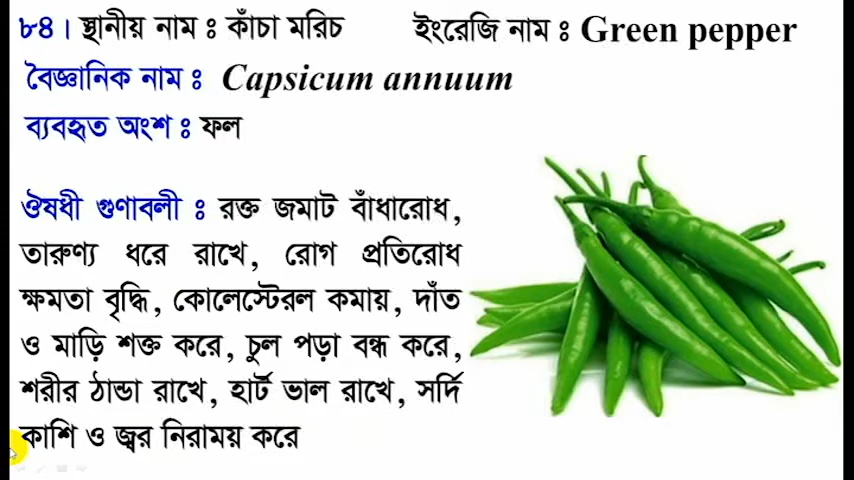 ৮৪। স্থানীয় নাম ঃ কাঁচা মরিচ ইংরেজি নাম ঃ Green pepper
বৈজ্ঞানিক নাম ঃ Capsicum annuum
ব্যবহৃত অংশ ঃ ফল
ঔষধী গুণাবলী ঃ রক্ত জমাট বাঁধারোধ,
তারুণ্য ধরে রাখে, রোগ প্রতিরোধ
ক্ষমতা বৃদ্ধি, কোলেস্টেরল কমায়, দাঁত
ও মাড়ি শক্ত করে, চুল পড়া বন্ধ করে,
শরীর ঠান্ডা রাখে, হার্ট ভাল রাখে, সর্দি
কাশি ও জ্বর নিরাময় করে